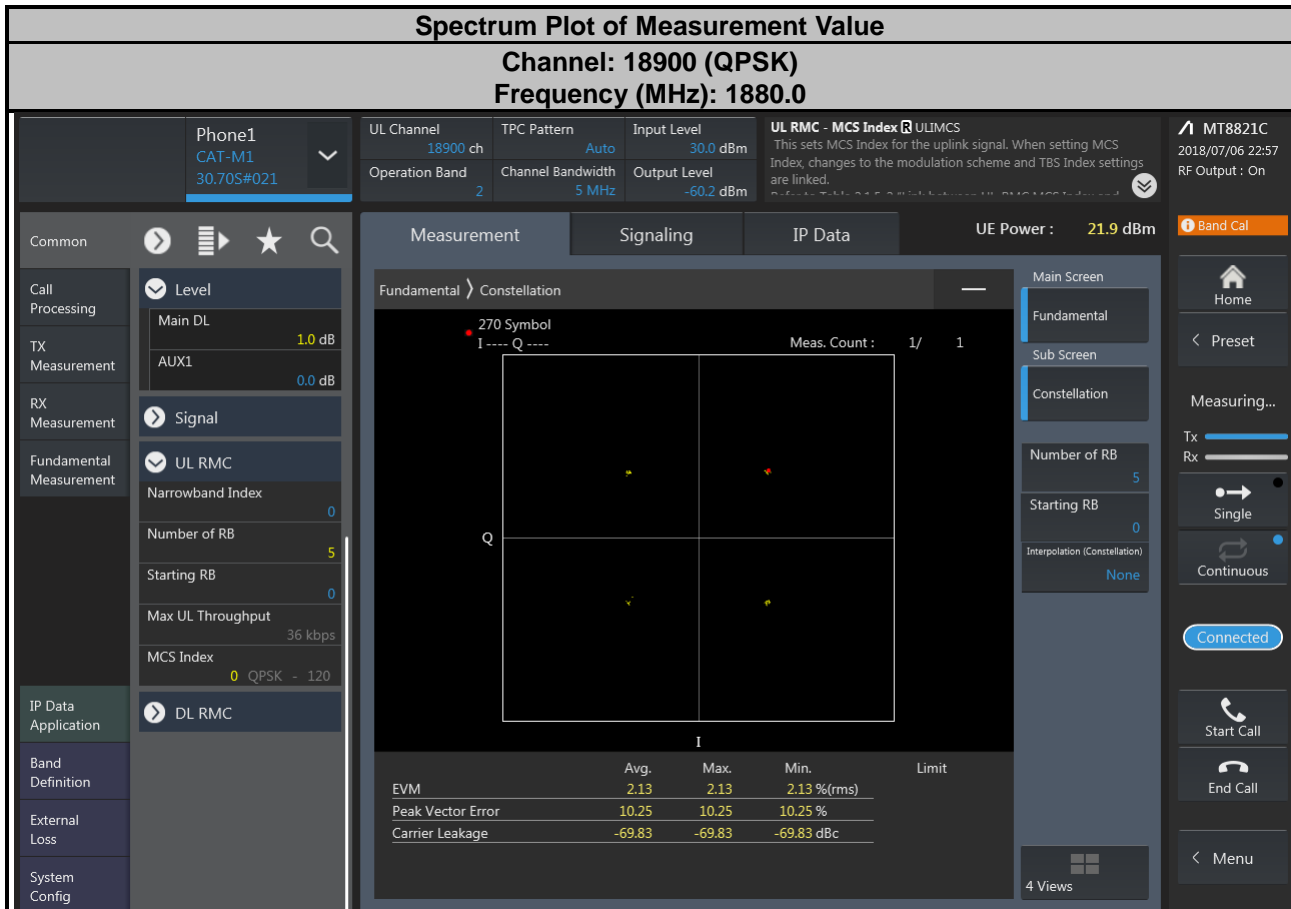 Spectrum Plot of Measurement Value
Channel: 18900 (QPSK)
Frequency (MHz): 1880.0
Phone1
CAT-M1
30.70S#021
UL Channel
18900 ch
TPC Pattern
Auto
Input Level
30.0 dBm
Operation Band
2
Channel Bandwidth
5 MHz
Output Level
-60.2 dBm
UL RMC - MCS Index R ULIMCS
This sets MCS Index for the uplink signal. When setting MCS
Index, changes to the modulation scheme and TBS Index settings
are linked.
MT8821C
2018/07/06 22:57
RF Output : On
Common
Call
Processing
TX
Measurement
RX
Measurement
Fundamental
Measurement
IP Data
Application
Band
Definition
External
Loss
System
Config
Level
Main DL
1.0 dB
AUX1
0.0 dB
Signal
UL RMC
Narrowband Index
0
Number of RB
5
Starting RB
0
Max UL Throughput
36 kbps
MCS Index
0 QPSK - 120
DL RMC
Measurement
Signaling
IP Data
UE Power : 21.9 dBm
Fundamental Constellation
270 Symbol
I ---- Q ----
Meas. Count : 1/ 1
Q
I
Avg. Max. Min. Limit
EVM 2.13 2.13 2.13 %(rms)
Peak Vector Error 10.25 10.25 10.25 %
Carrier Leakage -69.83 -69.83 -69.83 dBc
Main Screen
Fundamental
Sub Screen
Constellation
Number of RB
5
Starting RB
0
Interpolation (Constellation)
None
4 Views
Band Cal
Home
Preset
Measuring...
Tx
Rx
Single
Continuous
Connected
Start Call
End Call
Menu